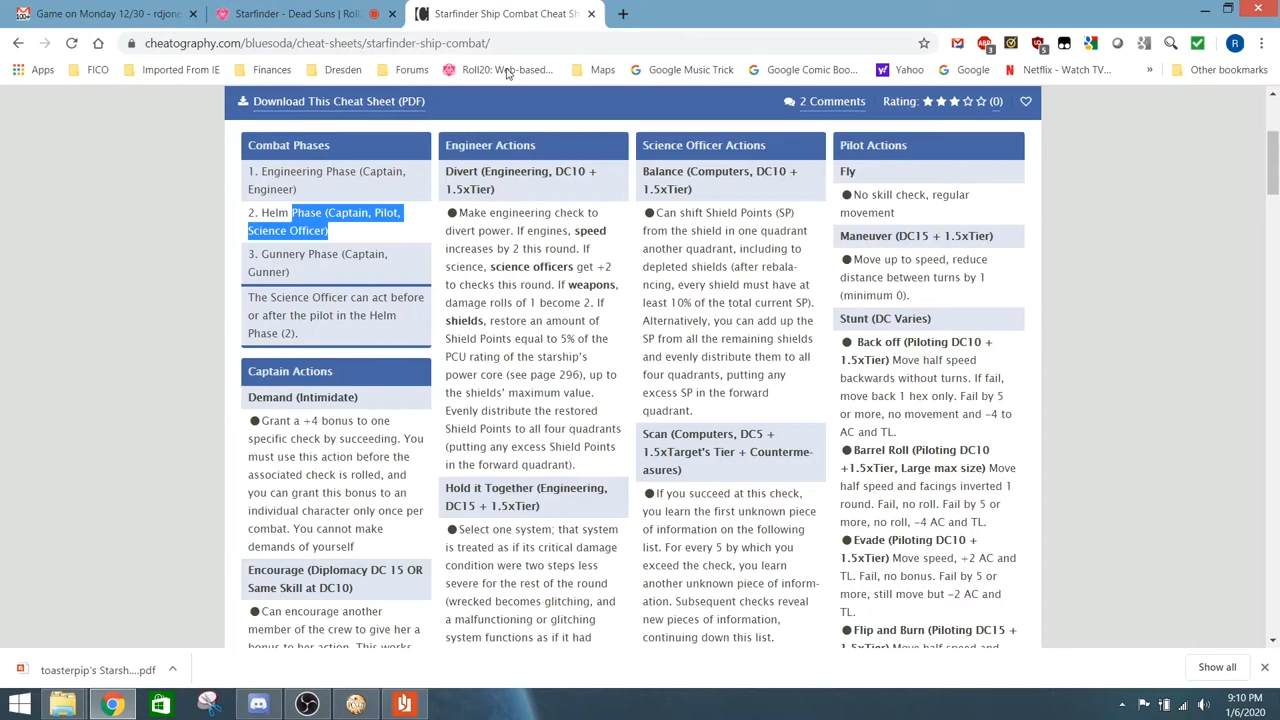 Game on Monday 12/30 - rdjone
Starfinder - Dead Suns | Roll
Starfinder Ship Combat Cheat Sh
cheatography.com/bluesoda/cheat-sheets/starfinder-ship-combat/
Apps
FICO
Imported From IE
Finances
Dresden
Forums
Roll20: Web-based...
Maps
Google Music Trick
Google Comic Boo...
Yahoo
Google
Netflix - Watch TV...
»
Other bookmarks
Download This Cheat Sheet (PDF)
2 Comments
Rating: (0)
Combat Phases
1. Engineering Phase (Captain,
Engineer)
2. Helm Phase (Captain, Pilot,
Science Officer)
3. Gunnery Phase (Captain,
Gunner)
The Science Officer can act before
or after the pilot in the Helm
Phase (2).
Captain Actions
Demand (Intimidate)
●Grant a +4 bonus to one
specific check by succeeding. You
must use this action before the
associated check is rolled, and
you can grant this bonus to an
individual character only once per
combat. You cannot make
demands of yourself
Encourage (Diplomacy DC 15 OR
Same Skill at DC10)
●Can encourage another
member of the crew to give her a
bonus to her action. This works
Engineer Actions
Divert (Engineering, DC10 +
1.5xTier)
●Make engineering check to
divert power. If engines, speed
increases by 2 this round. If
science, science officers get +2
to checks this round. If weapons,
damage rolls of 1 become 2. If
shields, restore an amount of
Shield Points equal to 5% of the
PCU rating of the starship's
power core (see page 296), up to
the shields' maximum value.
Evenly distribute the restored
Shield Points to all four quadrants
(putting any excess Shield Points
in the forward quadrant).
Hold it Together (Engineering,
DC15 + 1.5xTier)
●Select one system; that system
is treated as if its critical damage
condition were two steps less
severe for the rest of the round
(wrecked becomes glitching, and
a malfunctioning or glitching
system functions as if it had
Science Officer Actions
Balance (Computers, DC10 +
1.5xTier)
●Can shift Shield Points (SP)
from the shield in one quadrant
another quadrant, including to
depleted shields (after rebala-
ncing, every shield must have at
least 10% of the total current SP).
Alternatively, you can add up the
SP from all the remaining shields
and evenly distribute them to all
four quadrants, putting any
excess SP in the forward
quadrant.
Scan (Computers, DC5 +
1.5xTarget's Tier + Counterme-
asures)
●If you succeed at this check,
you learn the first unknown piece
of information on the following
list. For every 5 by which you
exceed the check, you learn
another unknown piece of inform-
ation. Subsequent checks reveal
new pieces of information,
continuing down this list.
Pilot Actions
Fly
●No skill check, regular
movement
Maneuver (DC15 + 1.5xTier)
●Move up to speed, reduce
distance between turns by 1
(minimum 0).
Stunt (DC Varies)
● Back off (Piloting DC10 +
1.5xTier) Move half speed
backwards without turns. If fail,
move back 1 hex only. Fail by 5
or more, no movement and -4 to
AC and TL.
●Barrel Roll (Piloting DC10
+1.5xTier, Large max size) Move
half speed and facings inverted 1
round. Fail, no roll. Fail by 5 or
more, no roll, -4 AC and TL.
●Evade (Piloting DC10 +
1.5xTier) Move speed, +2 AC and
TL. Fail, no bonus. Fail by 5 or
more, still move but -2 AC and
TL.
●Flip and Burn (Piloting DC15 +
1.5xTier) Move half speed and
toasterpip's Starsh....pdf
Show all
9:10 PM
1/6/2020